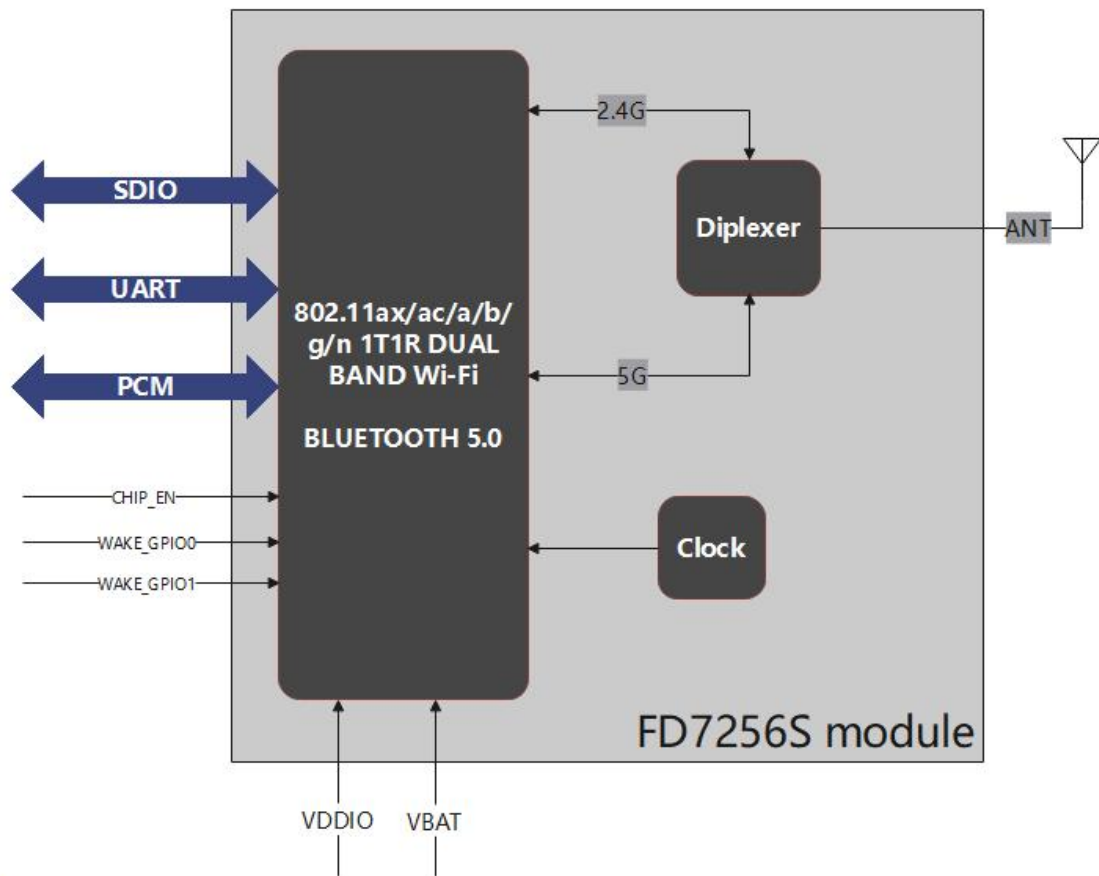 2.4G
SDIO
Diplexer
ANT
UART
802.11ax/ac/a/b/
g/n 1T1R DUAL
BAND Wi-Fi
5G
PCM
BLUETOOTH 5.0
CHIP_EN
WAKE_GPIO0
Clock
WAKE_GPIO1
FD7256S module
VDDIO
VBAT